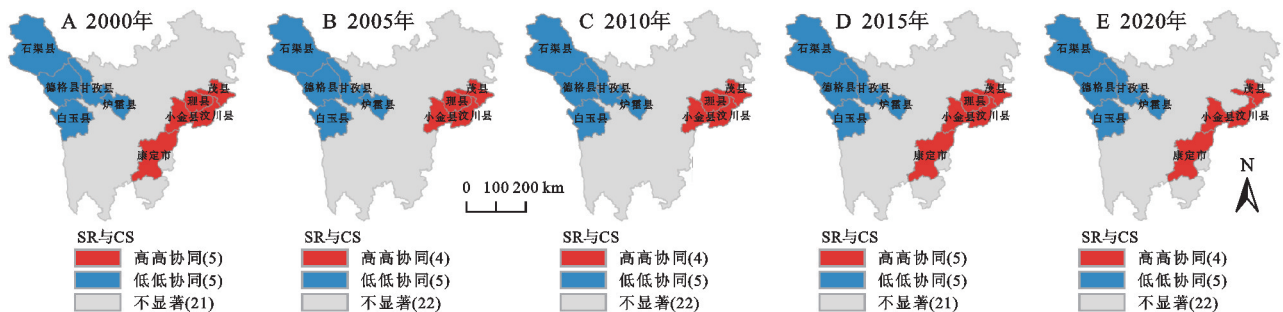 A 2000年
石渠县
德格县
甘孜县
炉霍县
白玉县
茂县
理县
小金县
汶川县
康定市
SR与CS
高高协同(5)
低低协同(5)
不显著(21)
B 2005年
石渠县
德格县
甘孜县
炉霍县
白玉县
茂县
理县
小金县
汶川县
SR与CS
高高协同(4)
低低协同(5)
不显著(22)
0 100 200 km
C 2010年
石渠县
德格县
甘孜县
炉霍县
白玉县
茂县
理县
小金县
汶川县
SR与CS
高高协同(4)
低低协同(5)
不显著(22)
D 2015年
石渠县
德格县
甘孜县
炉霍县
白玉县
茂县
理县
小金县
汶川县
康定市
SR与CS
高高协同(5)
低低协同(5)
不显著(21)
E 2020年
石渠县
德格县
甘孜县
炉霍县
白玉县
茂县
小金县
汶川县
康定市
N
SR与CS
高高协同(4)
低低协同(5)
不显著(22)